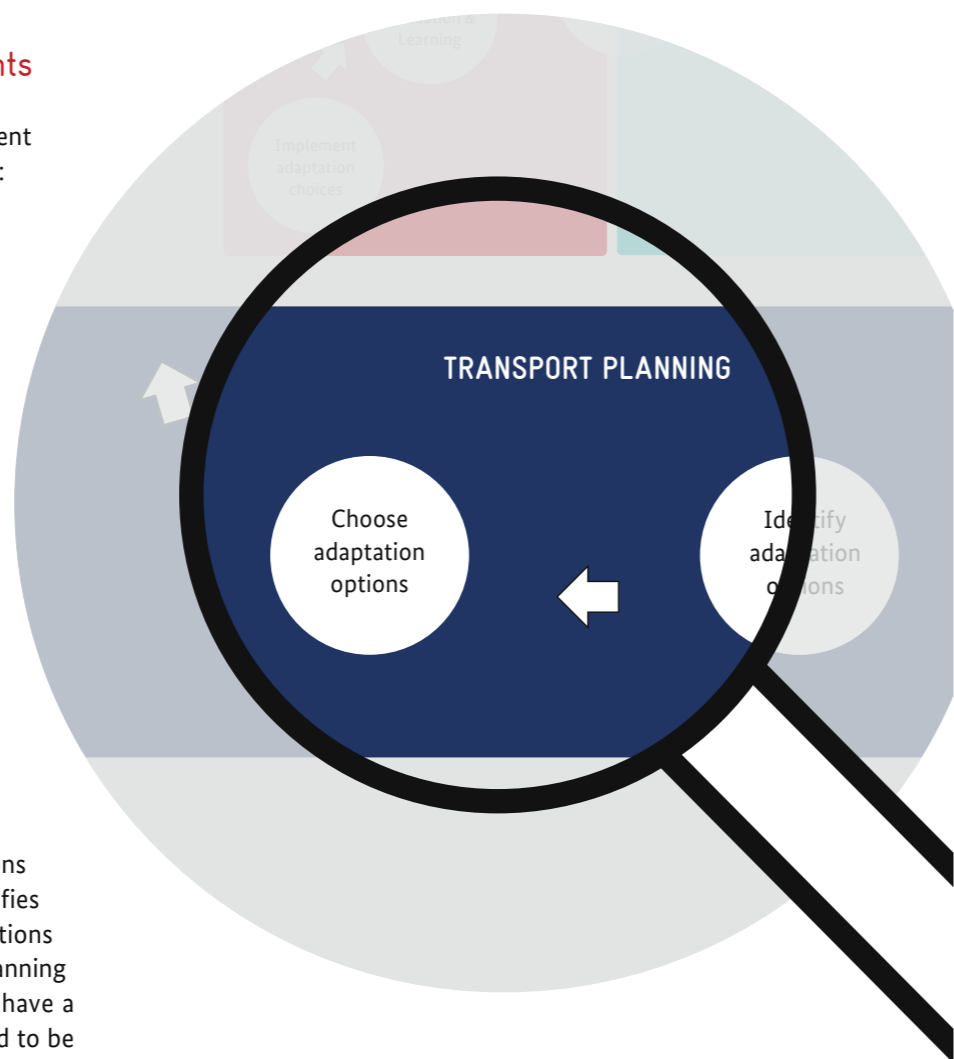 Learning
nts
ent
:
Implement
adaptation
choices
TRANSPORT PLANNING
Choose
adaptation
options
Identify
adaptation
options
ns
fies
tions
anning
have a
d to be